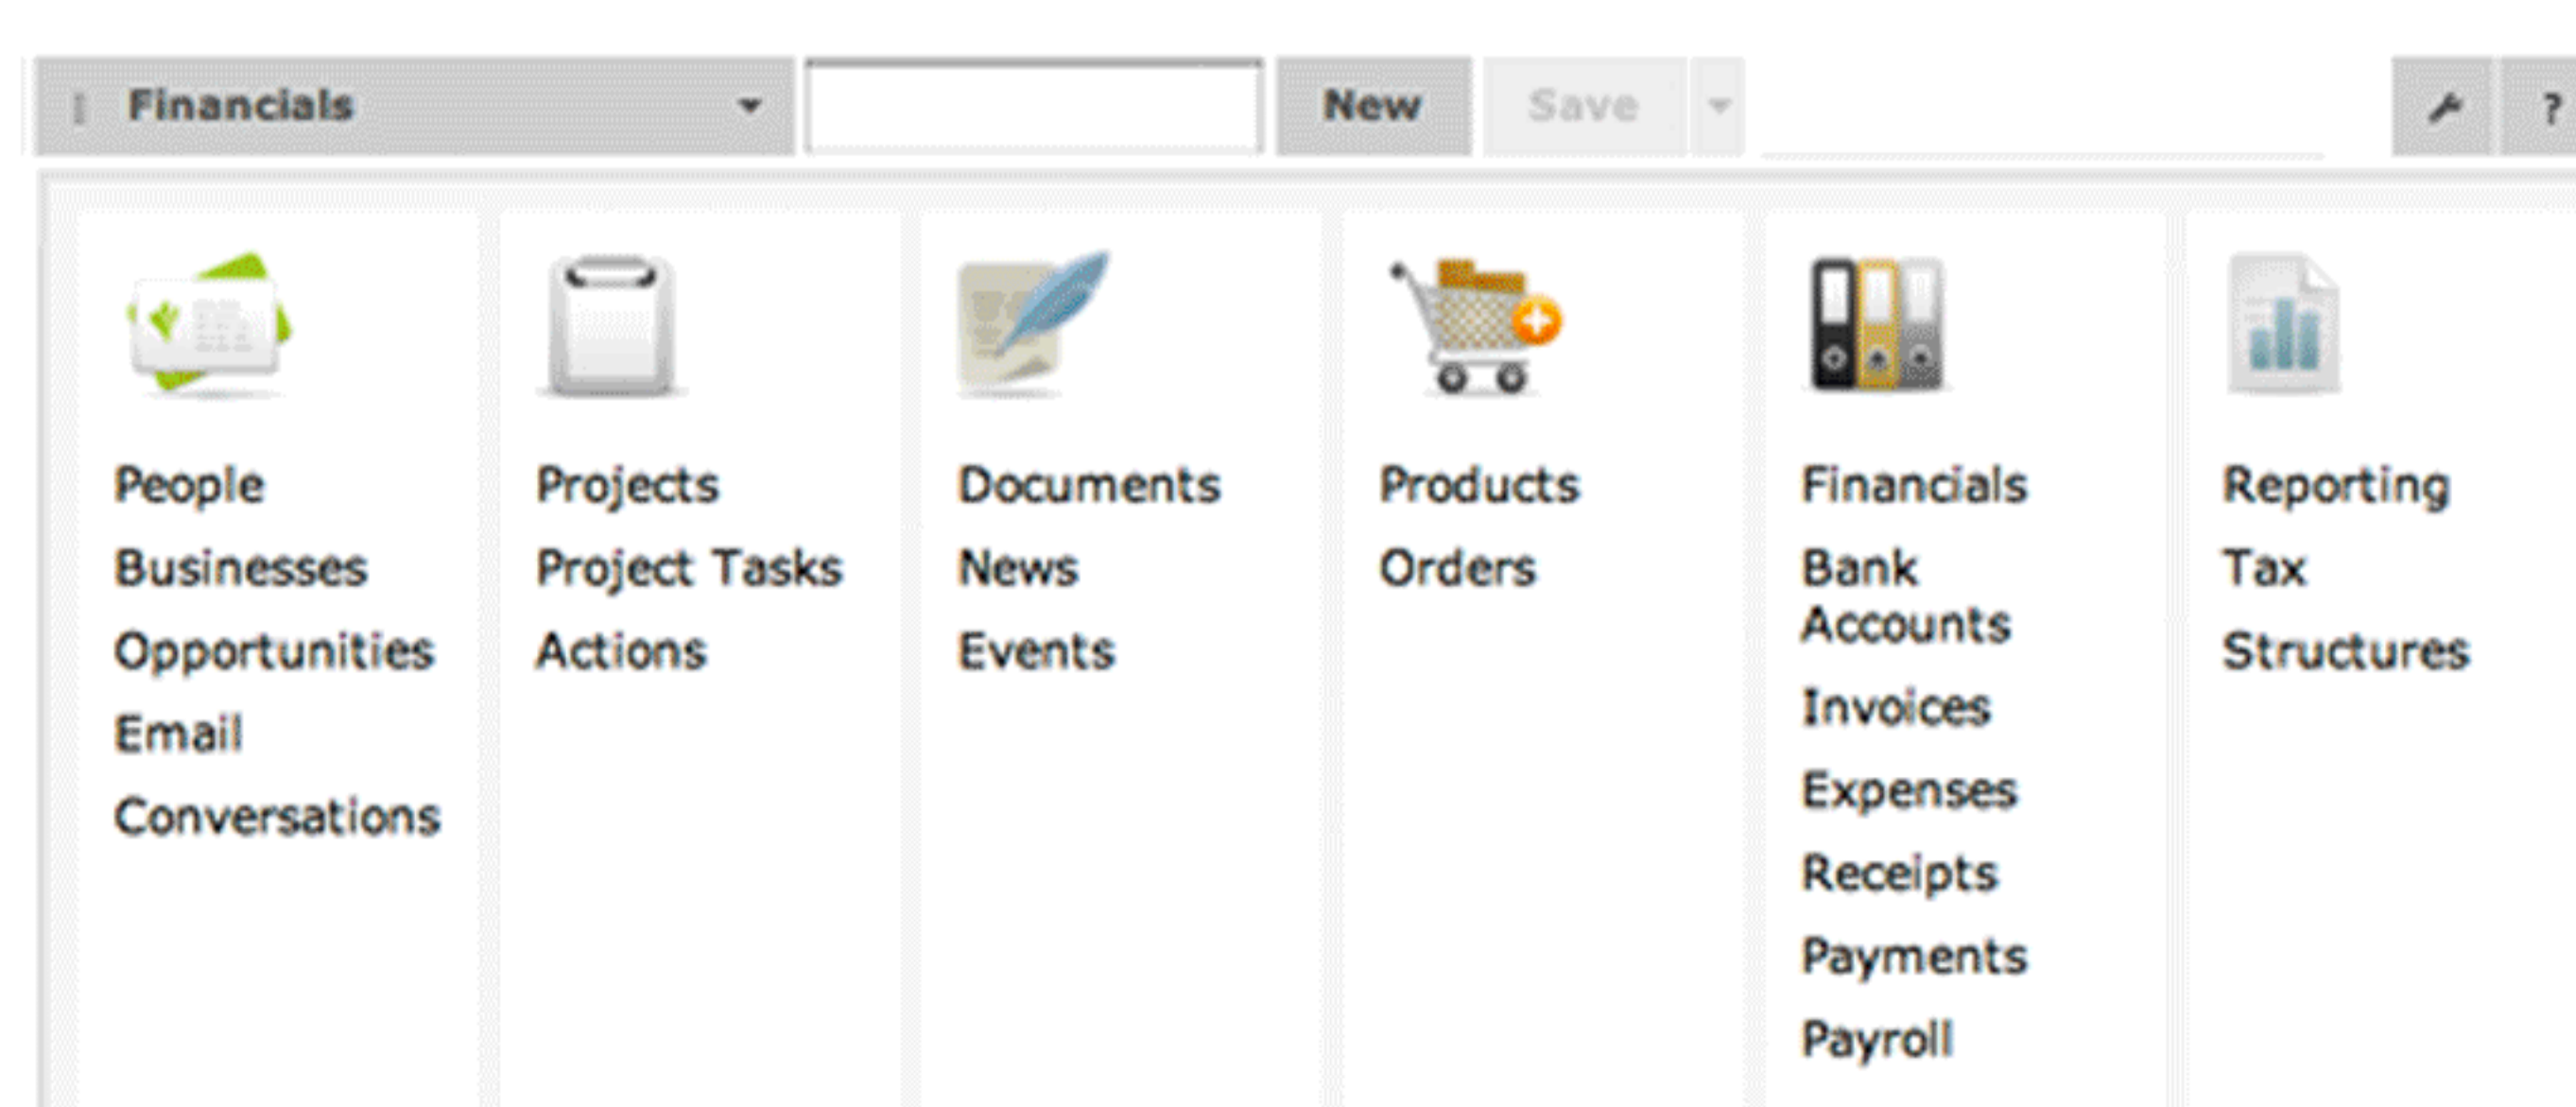 Financials
New
Save
?
People
Businesses
Opportunities
Email
Conversations
Projects
Project Tasks
Actions
Documents
News
Events
Products
Orders
Financials
Bank
Accounts
Invoices
Expenses
Receipts
Payments
Payroll
Reporting
Tax
Structures